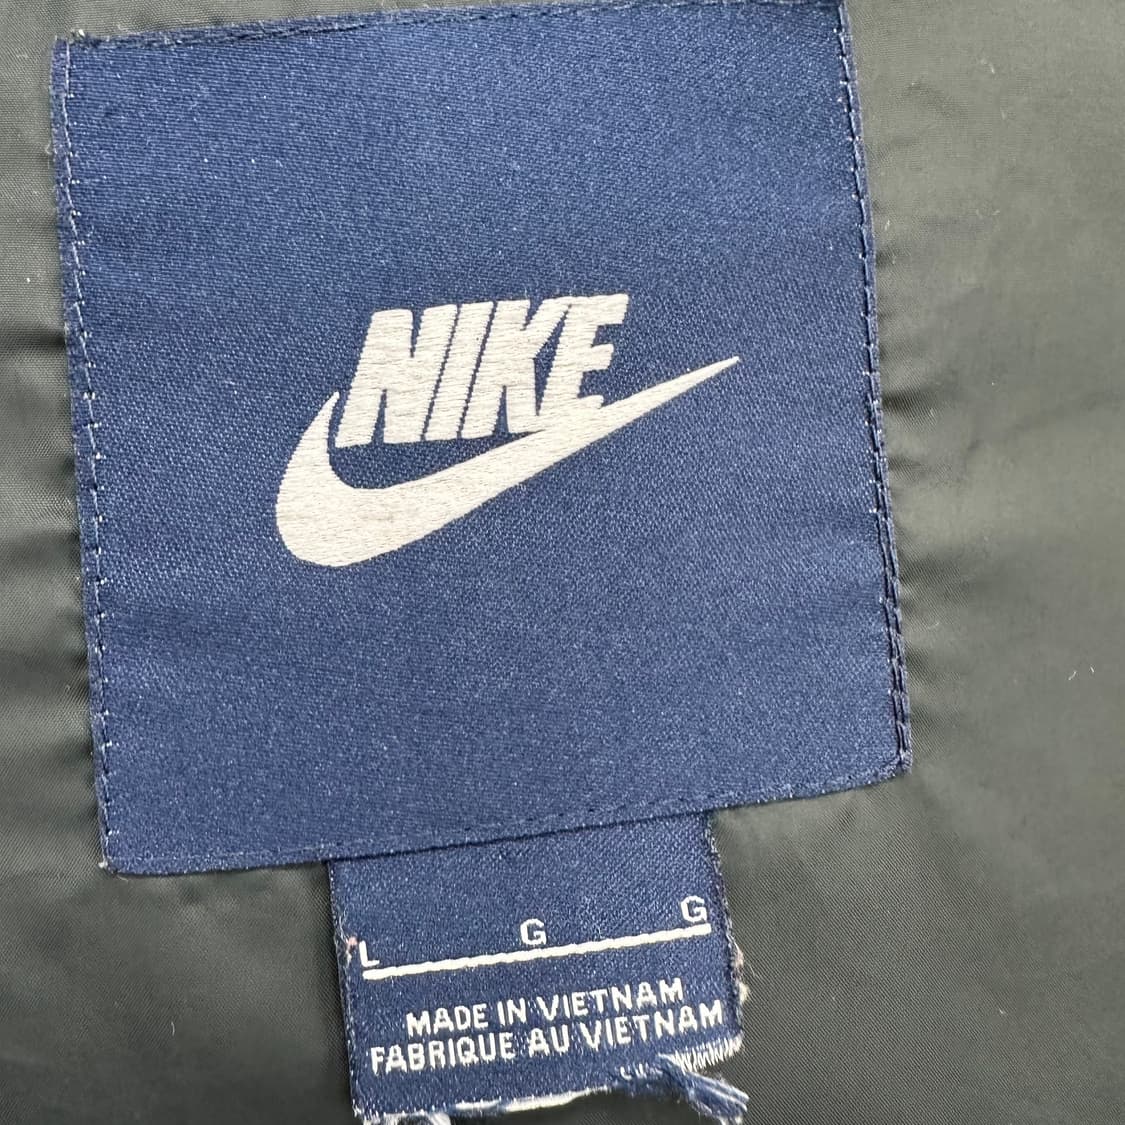 NIKE
L G G
MADE IN VIETNAM
FABRIQUE AU VIETNAM